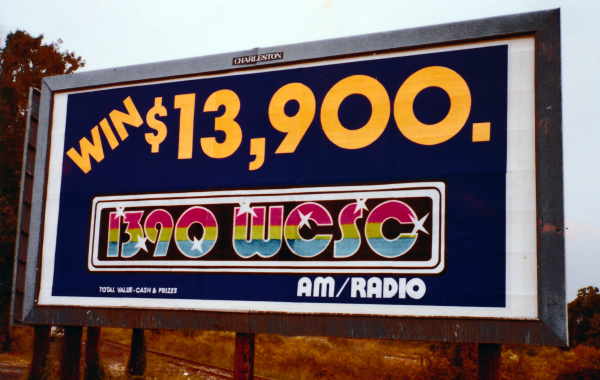 CHARLESTON
WIN $13,900.
1390 WCSC
TOTAL VALUE-CASH & PRIZES
AM/RADIO